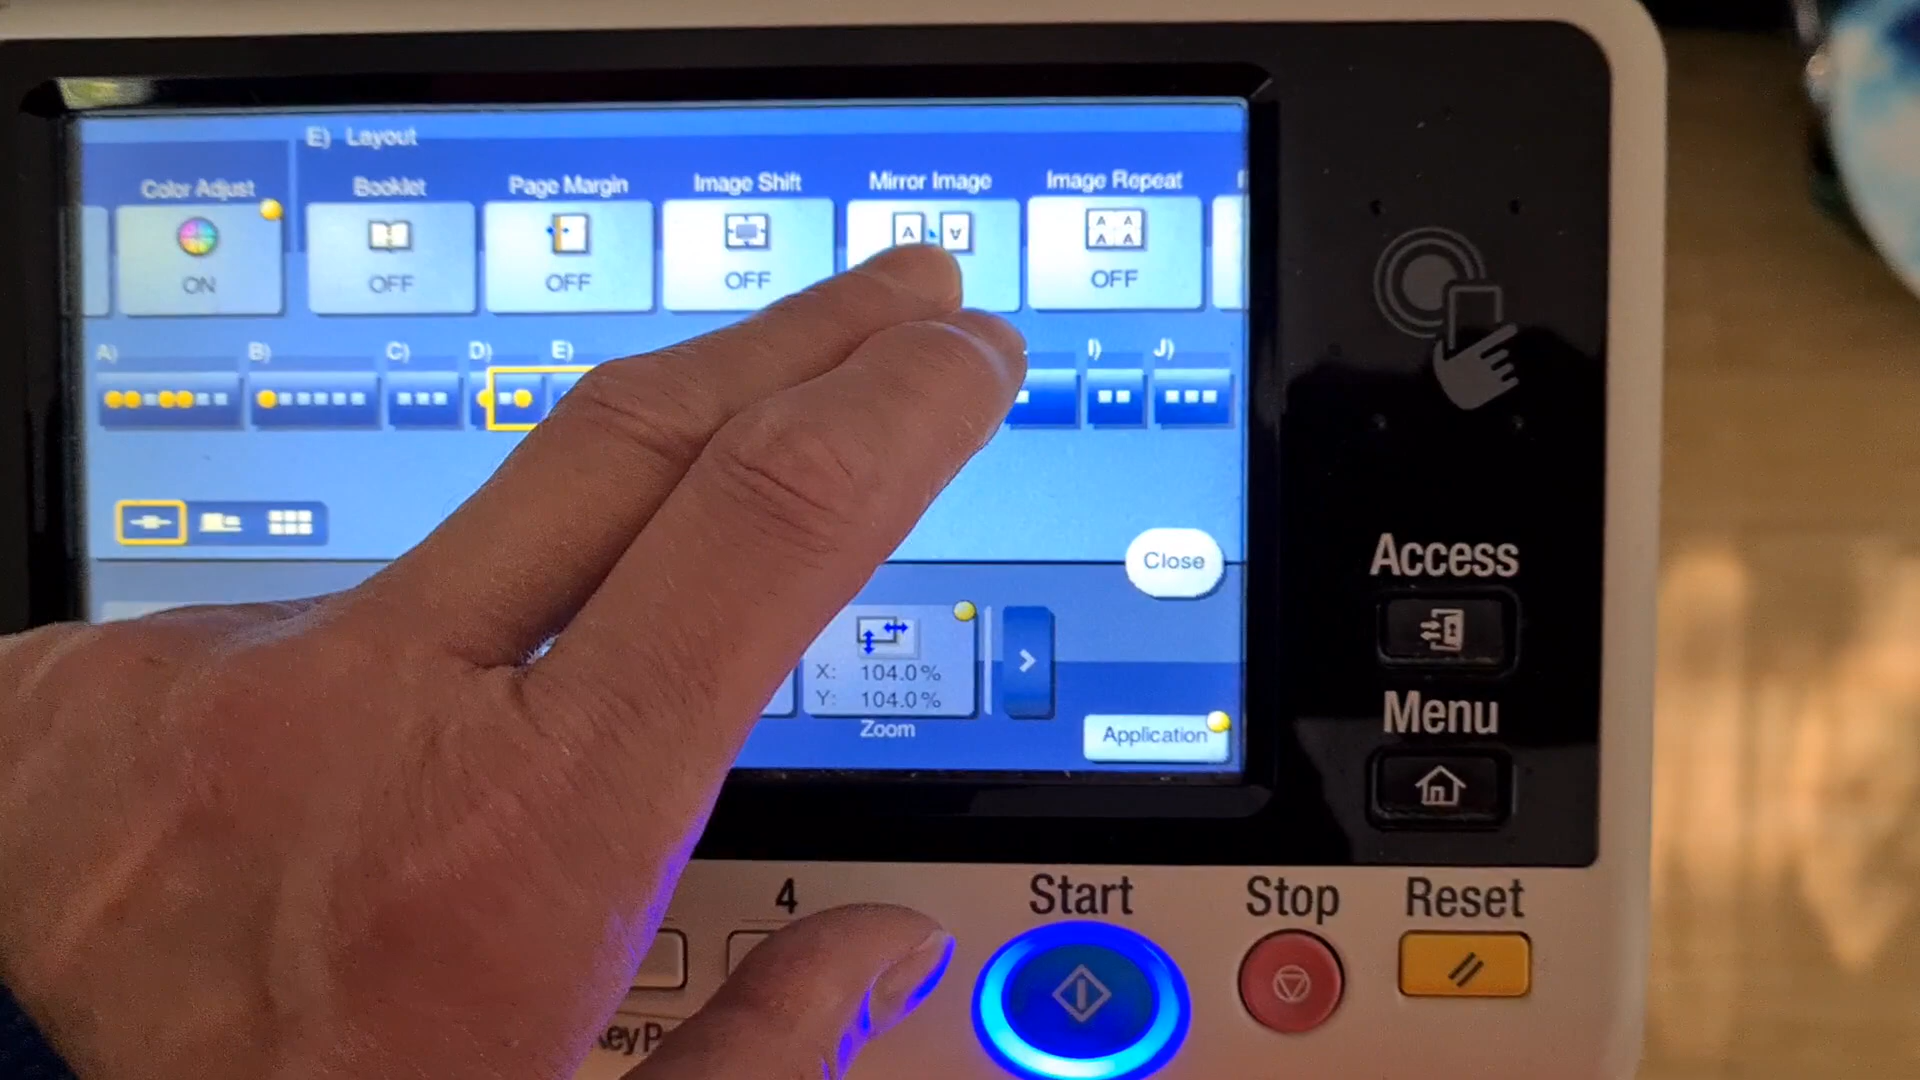 E) Layout
Color Adjust
Booklet
Page Margin
Image Shift
Mirror Image
Image Repeat
ON
OFF
OFF
OFF
A
A
A A
A A
OFF
A)
B)
C)
D)
E)
I)
J)
Close
X: 104.0%
Y: 104.0%
Zoom
Application
Access
Menu
4
Start
Stop
Reset
Key P